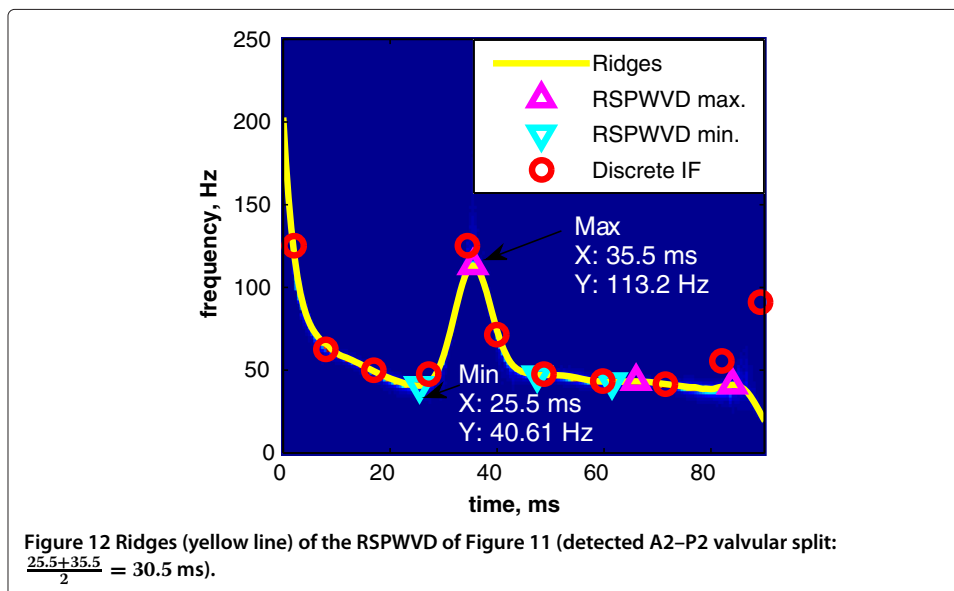 250
200
150
100
50
0
frequency, Hz
Ridges
RSPWVD max.
RSPWVD min.
Discrete IF
Max
X: 35.5 ms
Y: 113.2 Hz
Min
X: 25.5 ms
Y: 40.61 Hz
0 20 40 60 80
time, ms
Figure 12 Ridges (yellow line) of the RSPWVD of Figure 11 (detected A2–P2 valvular split:
25.5+35.5/2 = 30.5 ms).